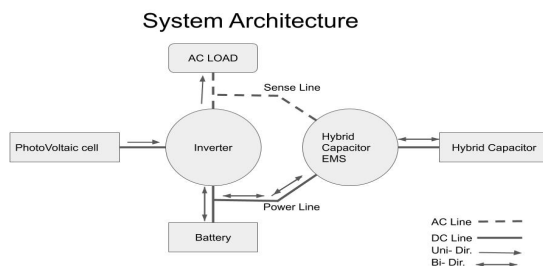 System Architecture
AC LOAD
Sense Line
PhotoVoltaic cell
Inverter
Hybrid
Capacitor
EMS
Hybrid Capacitor
Power Line
Battery
AC Line
DC Line
Uni- Dir.
Bi- Dir.